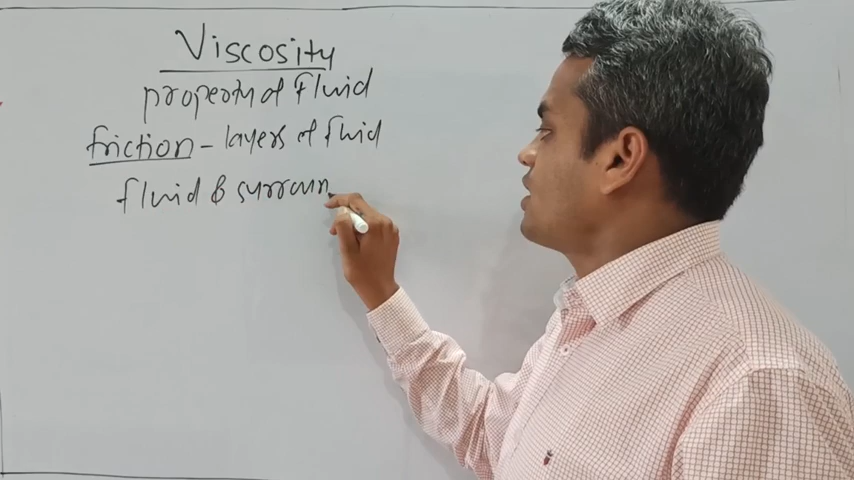 Viscosity
property of Fluid
friction - layers of fluid
fluid & surroun